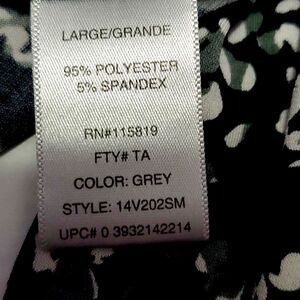 LARGE/GRANDE
95% POLYESTER
5% SPANDEX
RN#115819
FTY# TA
COLOR: GREY
STYLE: 14V202SM
UPC# 0 3932142214